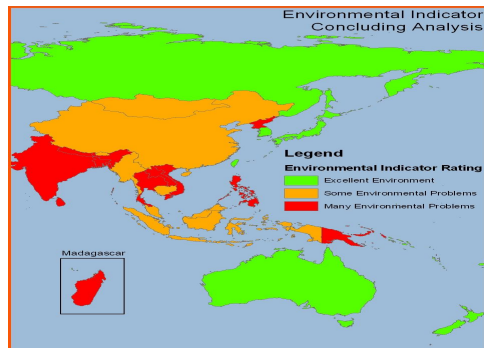 Environmental Indicator
Concluding Analysis
Legend
Environmental Indicator Rating
Excellent Environment
Some Environmental Problems
Many Environmental Problems
Madagascar